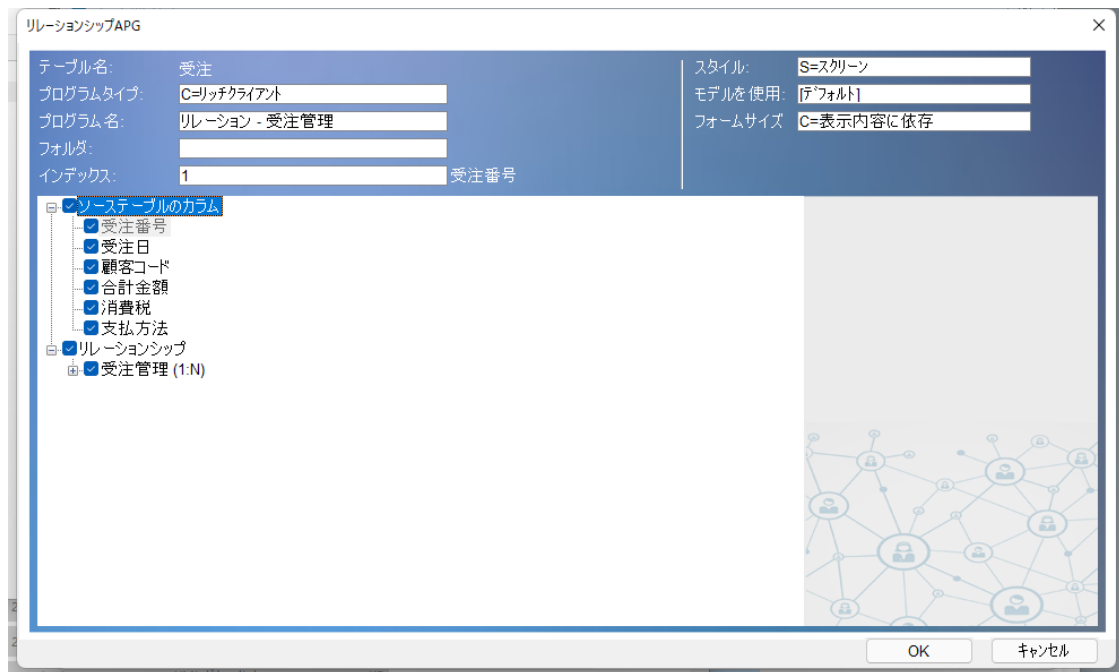 リレーションシップAPG
テーブル名: 受注
プログラムタイプ: C=リッチクライアント
プログラム名: リレーション - 受注管理
フォルダ:
インデックス: 1 受注番号
スタイル: S=スクリーン
モデルを使用: [デフォルト]
フォームサイズ C=表示内容に依存
ソーステーブルのカラム
受注番号
受注日
顧客コード
合計金額
消費税
支払方法
リレーションシップ
受注管理 (1:N)
OK キャンセル